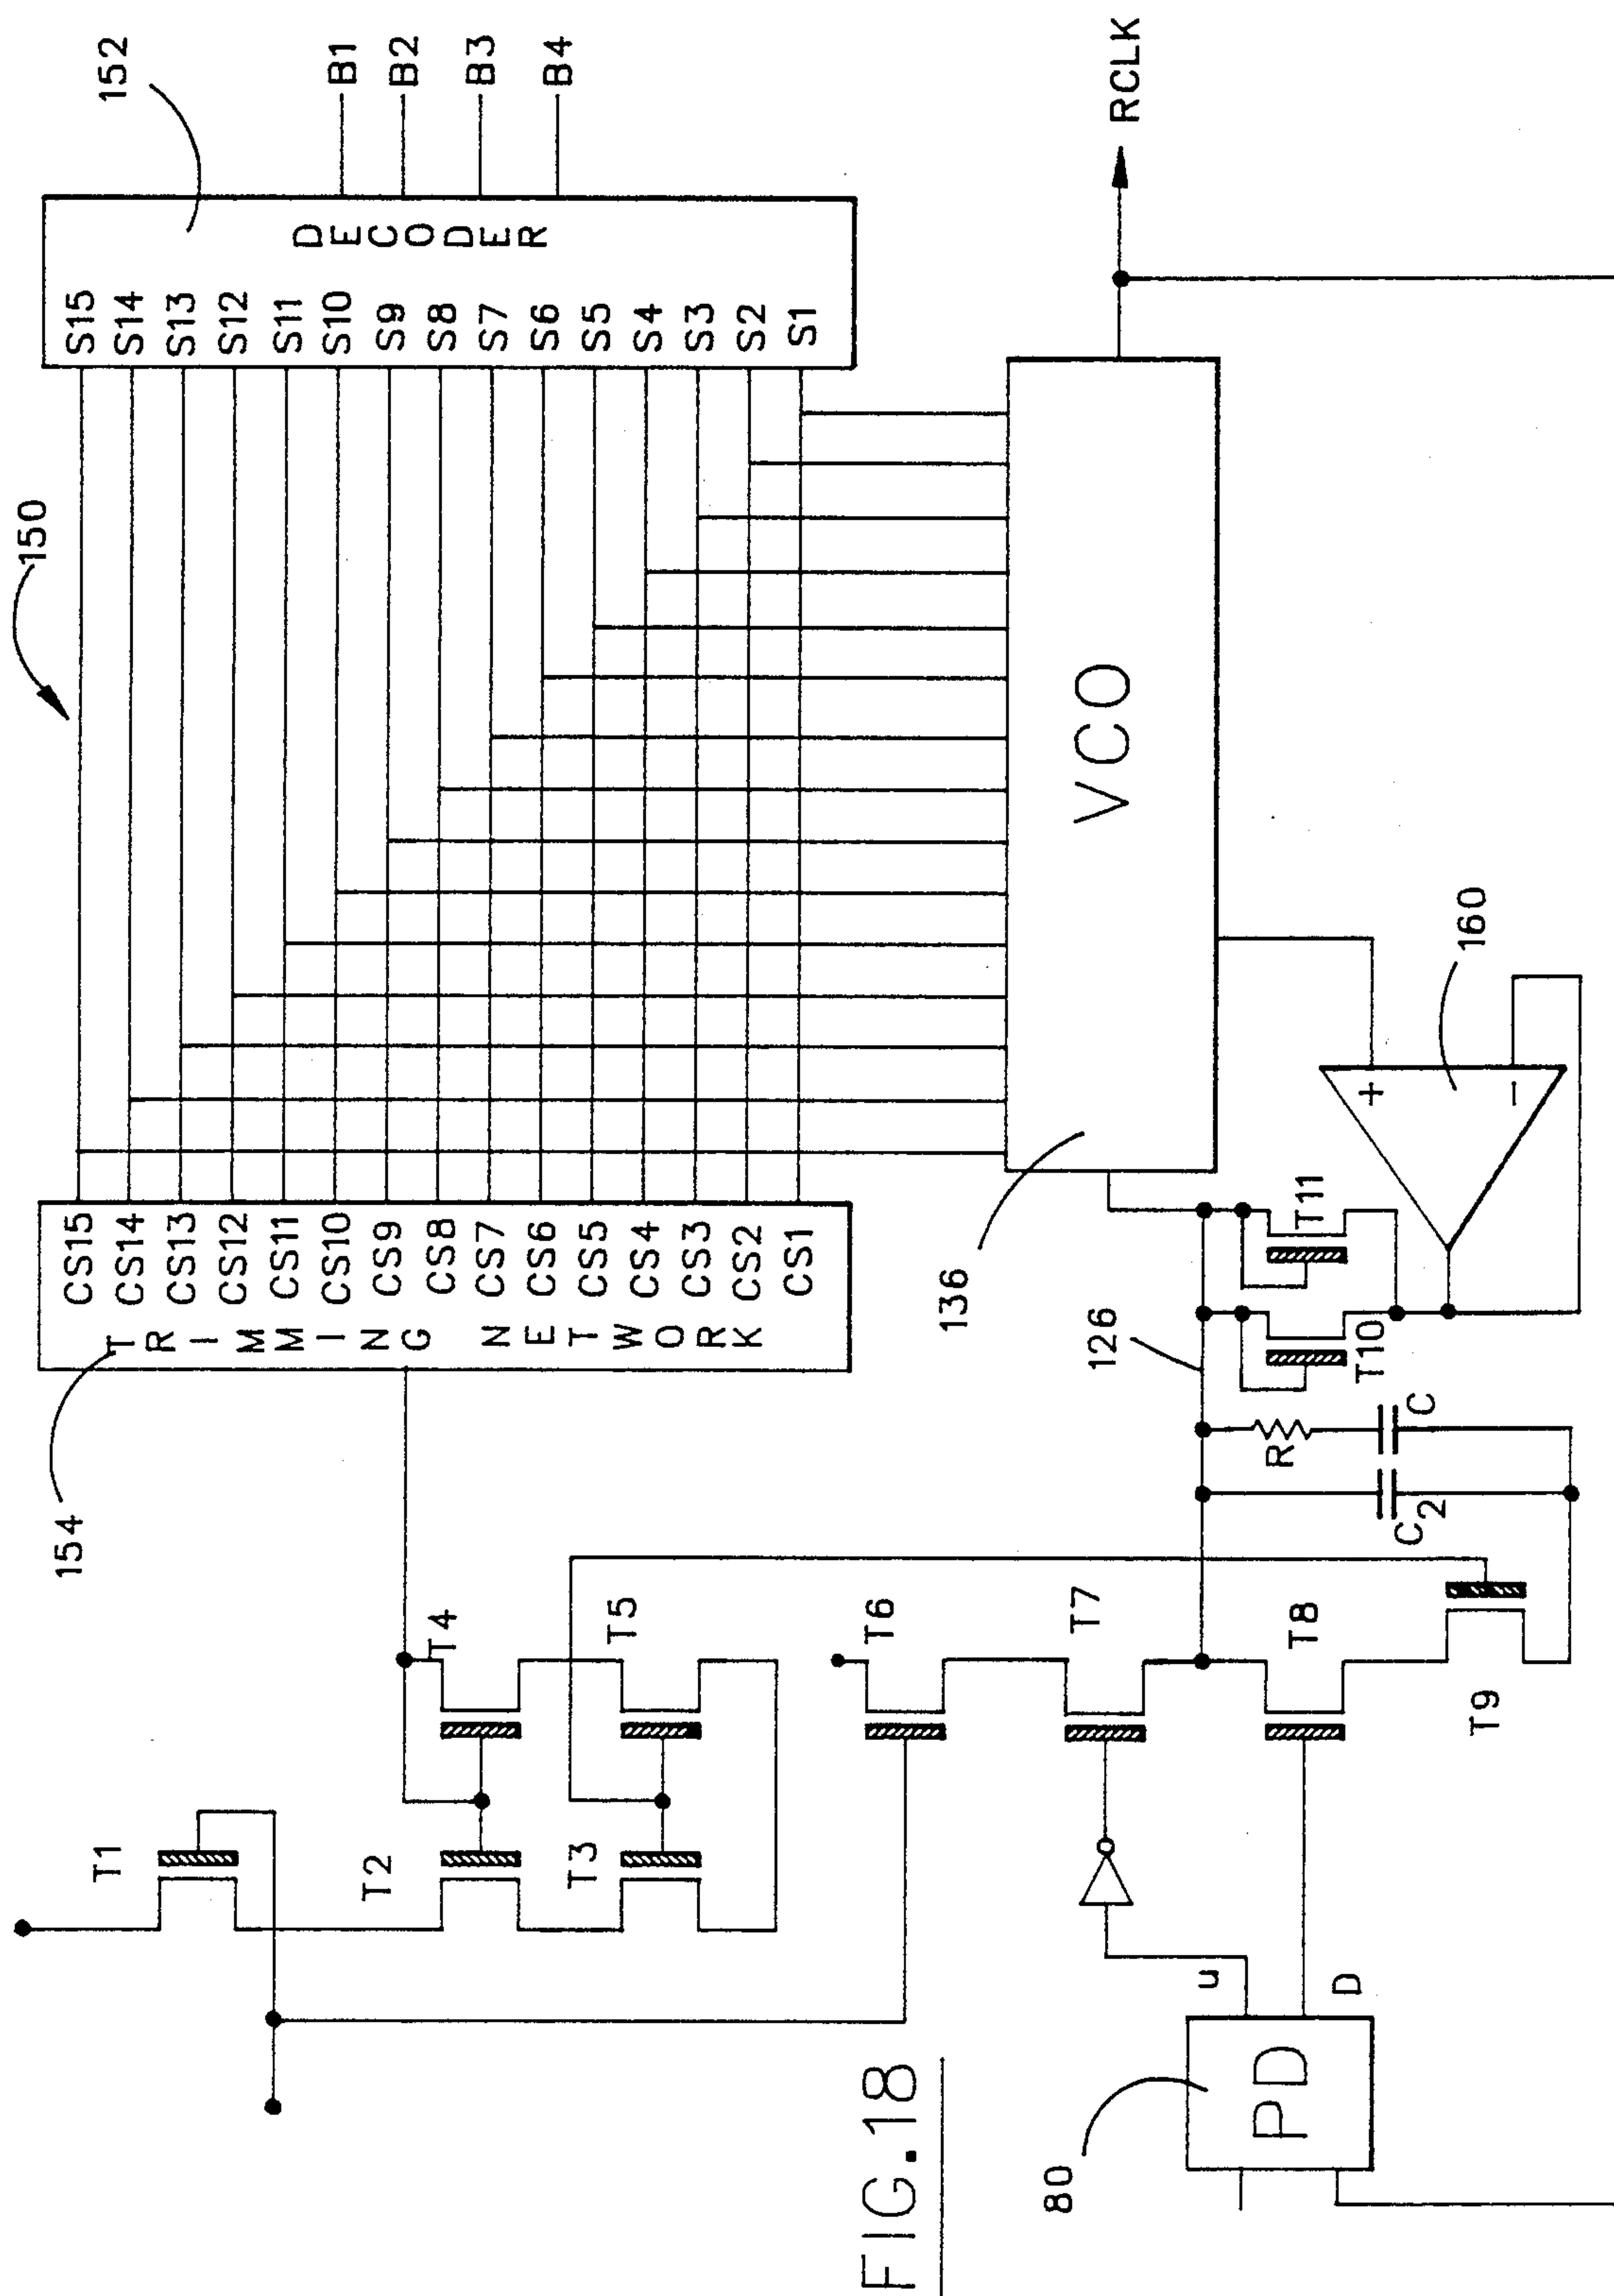 150
152
154
TRIMMING NETWORK
CS15
CS14
CS13
CS12
CS11
CS10
CS9
CS8
CS7
CS6
CS5
CS4
CS3
CS2
CS1
S15
S14
S13
S12
S11
S10
S9
S8
S7
S6
S5
S4
S3
S2
S1
DECODER
B1
B2
B3
B4
T1
T2
T3
T4
T5
T6
T7
T8
T9
80
PD
u
D
126
136
VCO
RCLK
C2
R
C
T10
T11
+
−
160
FIG.18